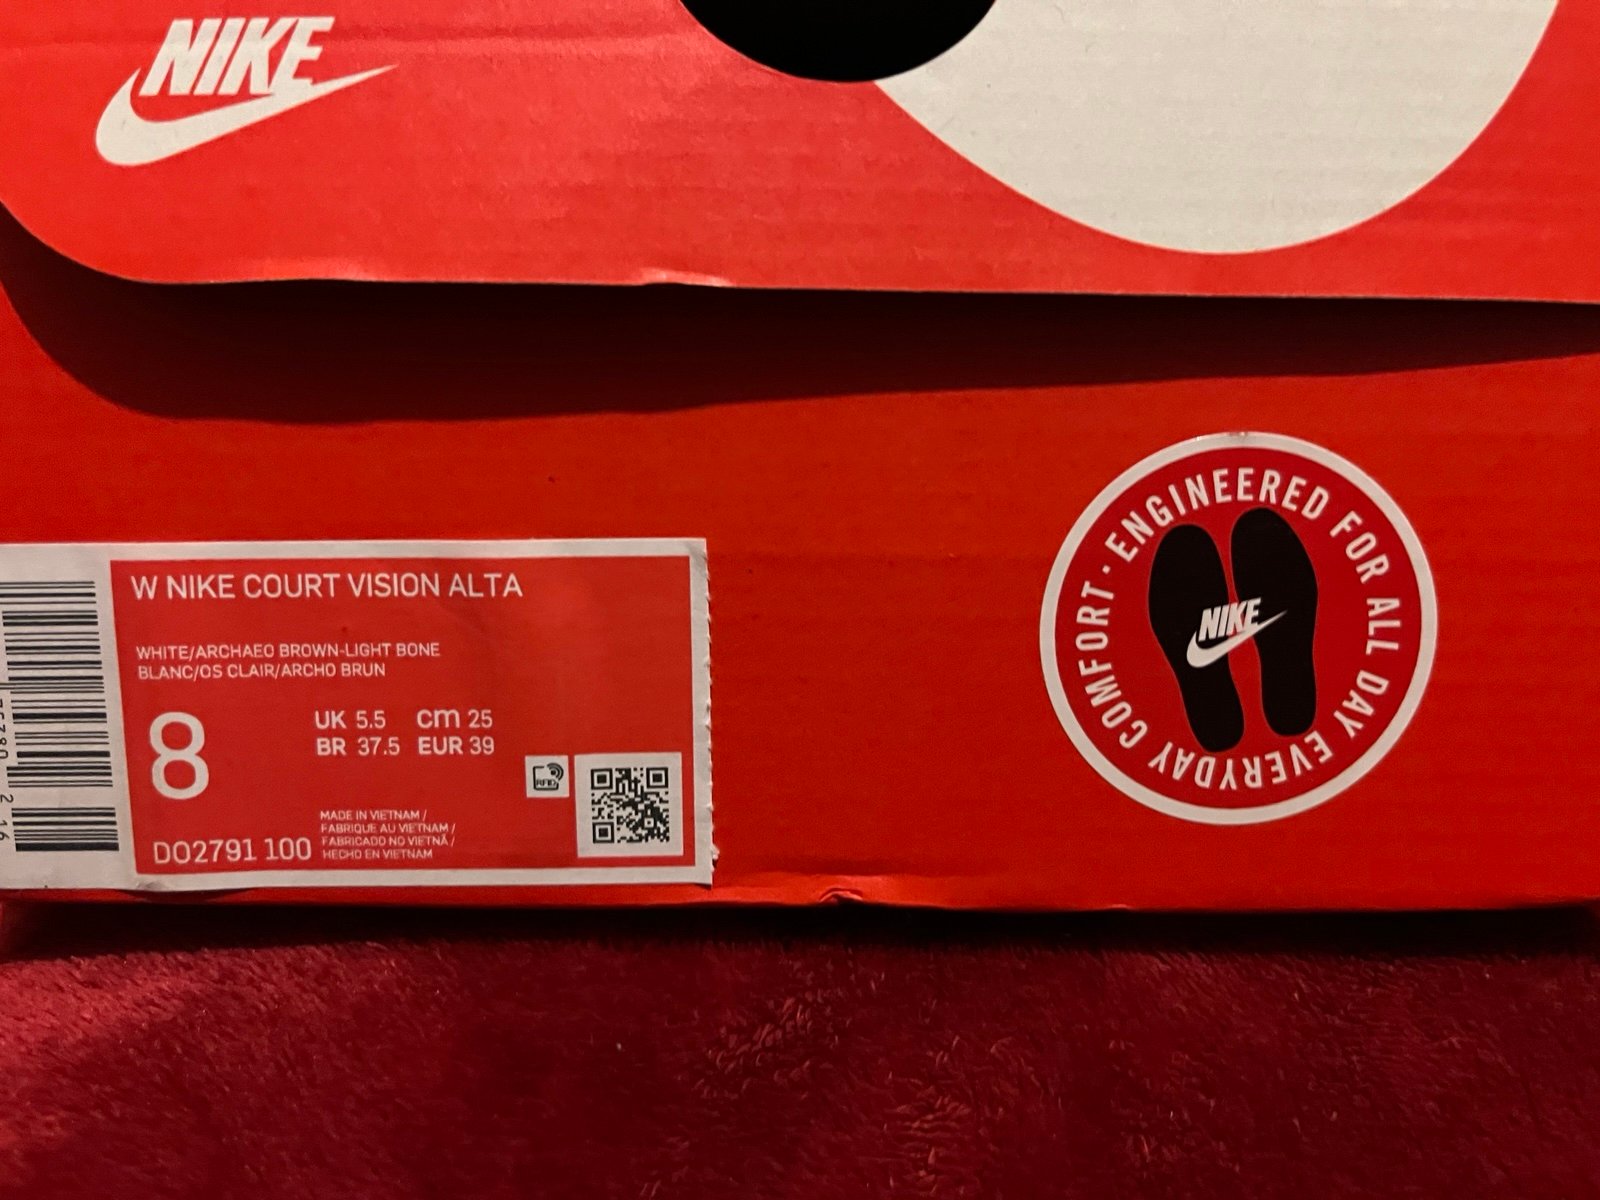 NIKE
W NIKE COURT VISION ALTA
WHITE/ARCHAEO BROWN-LIGHT BONE
BLANC/OS CLAIR/ARCHO BRUN
8
UK 5.5 cm 25
BR 37.5 EUR 39
RFID
DO2791 100
MADE IN VIETNAM /
FABRIQUE AU VIETNAM /
FABRICADO NO VIETNÃ /
HECHO EN VIETNAM
ENGINEERED FOR ALL DAY EVERYDAY COMFORT ·
NIKE